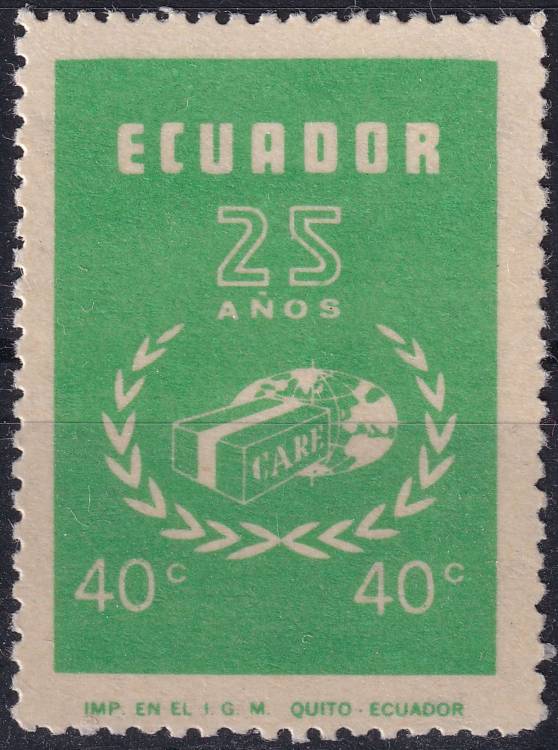 ECUADOR
25
AÑOS
CARE
40c 40c
IMP. EN EL I. G. M. QUITO - ECUADOR